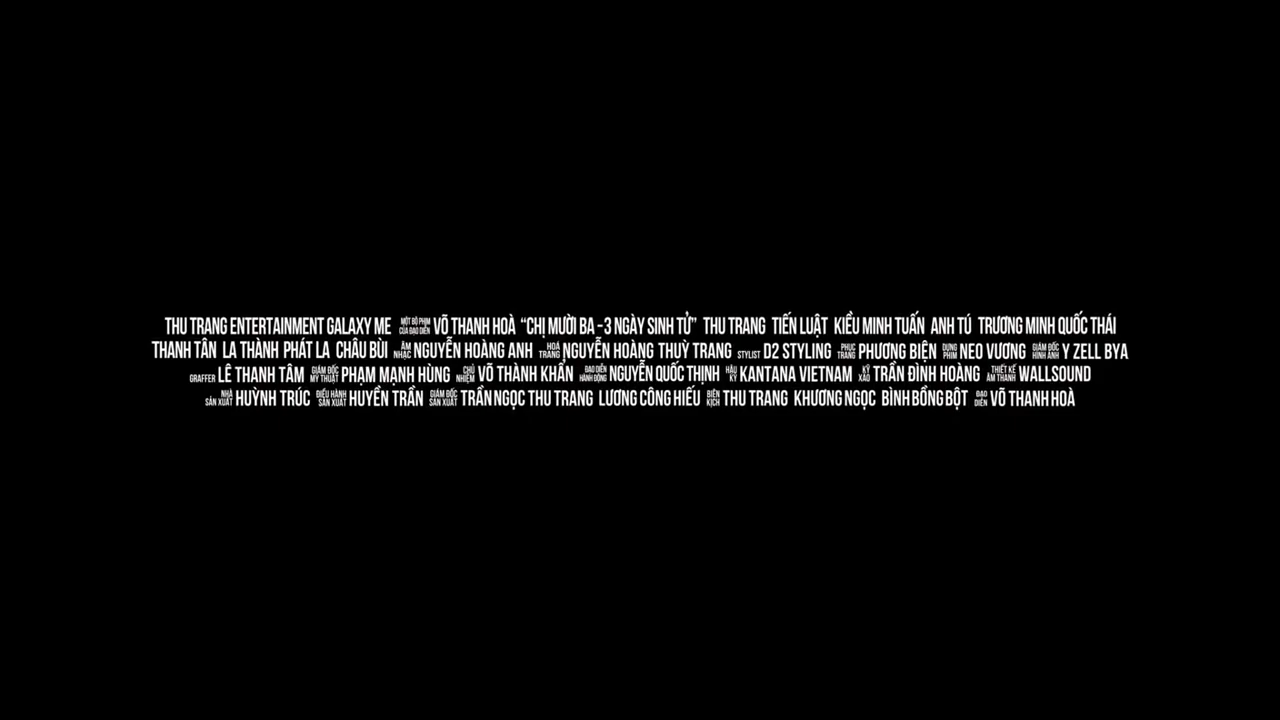 THU TRANG ENTERTAINMENT GALAXY ME MỘT BỘ PHIM CỦA ĐẠO DIỄN VÕ THANH HOÀ “CHỊ MƯỜI BA - 3 NGÀY SINH TỬ” THU TRANG TIẾN LUẬT KIỀU MINH TUẤN ANH TÚ TRƯƠNG MINH QUỐC THÁI
THANH TÂN LA THÀNH PHÁT LA CHÂU BÙI ÂM NHẠC NGUYỄN HOÀNG ANH HOÁ TRANG NGUYỄN HOÀNG THUỲ TRANG STYLIST D2 STYLING PHỤC TRANG PHƯƠNG BIỆN DỰNG PHIM NEO VƯƠNG GIÁM ĐỐC HÌNH ẢNH Y ZELL BYA
GRAFFER LÊ THANH TÂM GIÁM ĐỐC MỸ THUẬT PHẠM MẠNH HÙNG CHỦ NHIỆM VÕ THÀNH KHẨN ĐẠO DIỄN HÀNH ĐỘNG NGUYỄN QUỐC THỊNH HẬU KỲ KANTANA VIETNAM KỸ XẢO TRẦN ĐÌNH HOÀNG THIẾT KẾ ÂM THANH WALLSOUND
NHÀ SẢN XUẤT HUỲNH TRÚC ĐIỀU HÀNH SẢN XUẤT HUYỀN TRẦN GIÁM ĐỐC SẢN XUẤT TRẦN NGỌC THU TRANG LƯƠNG CÔNG HIẾU BIÊN KỊCH THU TRANG KHƯƠNG NGỌC BÌNH BỒNG BỘT ĐẠO DIỄN VÕ THANH HOÀ